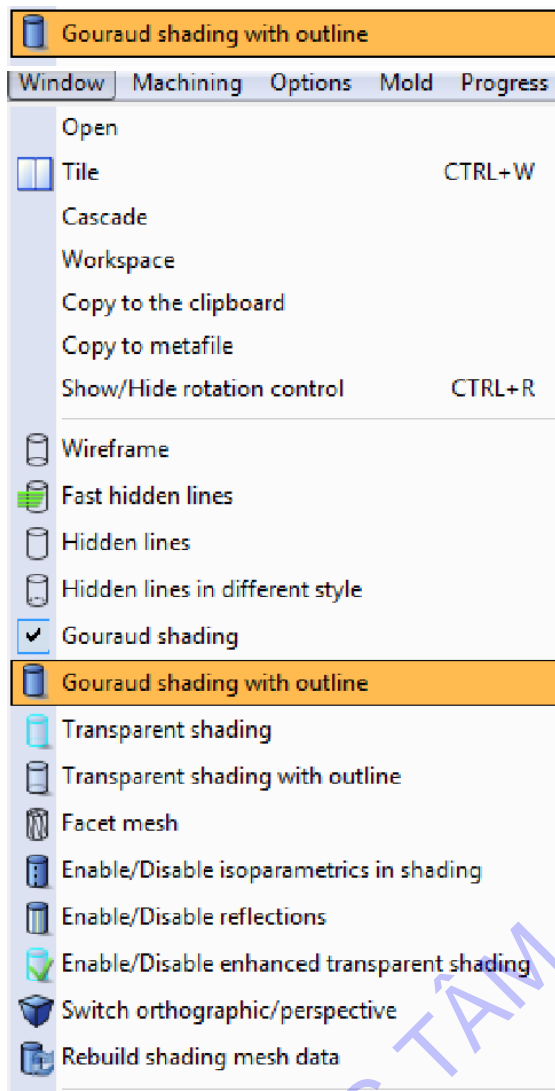 Gouraud shading with outline
Window Machining Options Mold Progress
Open
Tile CTRL+W
Cascade
Workspace
Copy to the clipboard
Copy to metafile
Show/Hide rotation control CTRL+R
Wireframe
Fast hidden lines
Hidden lines
Hidden lines in different style
Gouraud shading
Gouraud shading with outline
Transparent shading
Transparent shading with outline
Facet mesh
Enable/Disable isoparametrics in shading
Enable/Disable reflections
Enable/Disable enhanced transparent shading
Switch orthographic/perspective
Rebuild shading mesh data
TÂM